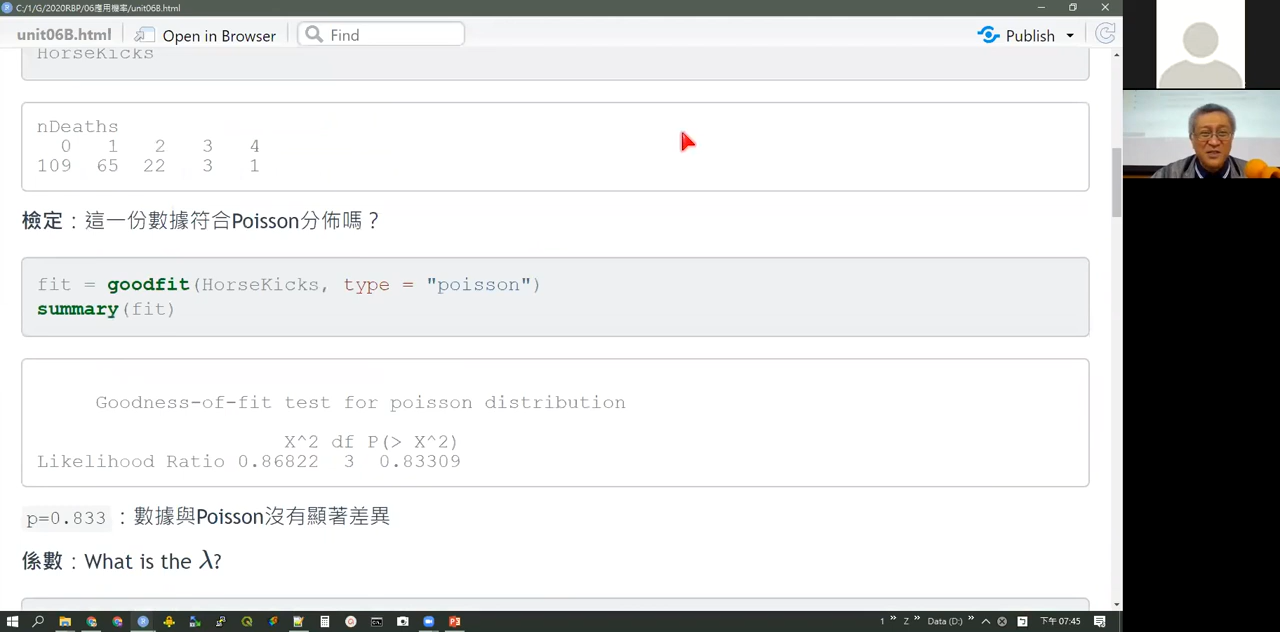 C:/1/G/2020RBP/06應用機率/unit06B.html
unit06B.html Open in Browser Find Publish
HorseKicks
nDeaths
0 1 2 3 4
109 65 22 3 1
檢定：這一份數據符合Poisson分佈嗎？
fit = goodfit(HorseKicks, type = "poisson")
summary(fit)
Goodness-of-fit test for poisson distribution
X^2 df P(> X^2)
Likelihood Ratio 0.86822 3 0.83309
p=0.833：數據與Poisson沒有顯著差異
係數：What is the λ?
1 » Z » Data (D:) » 下午 07:45